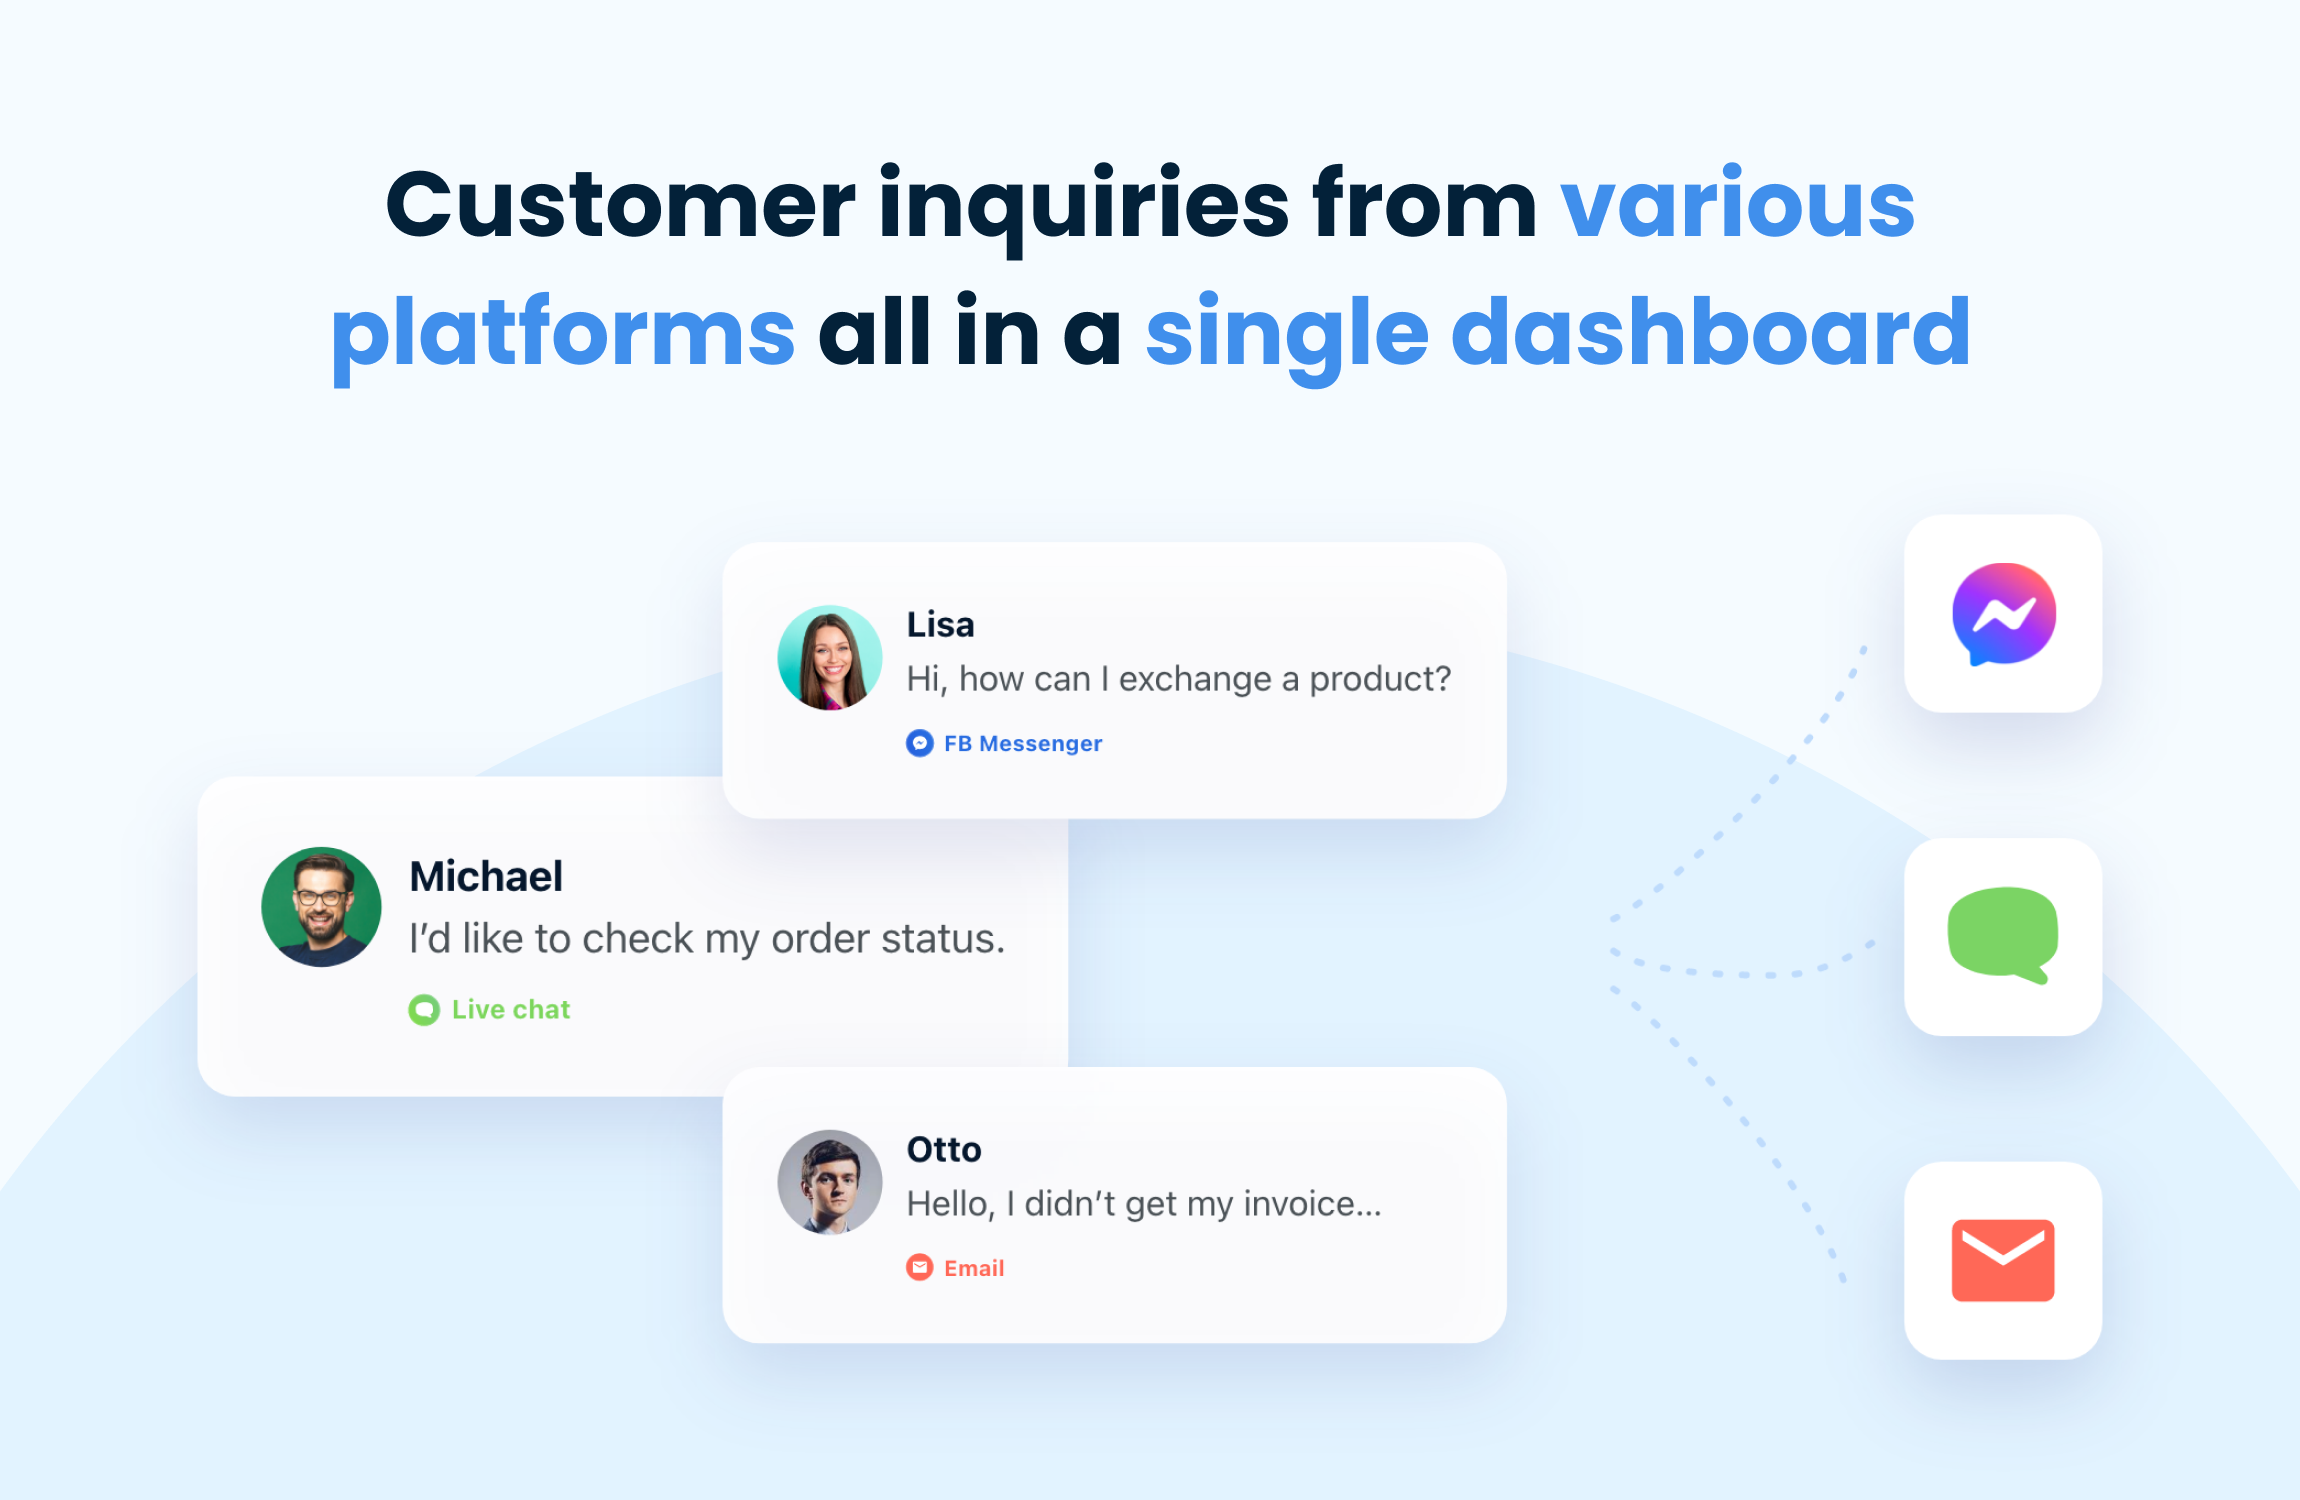 Customer inquiries from various
platforms all in a single dashboard
Lisa
Hi, how can I exchange a product?
FB Messenger
Michael
I’d like to check my order status.
Live chat
Otto
Hello, I didn’t get my invoice...
Email